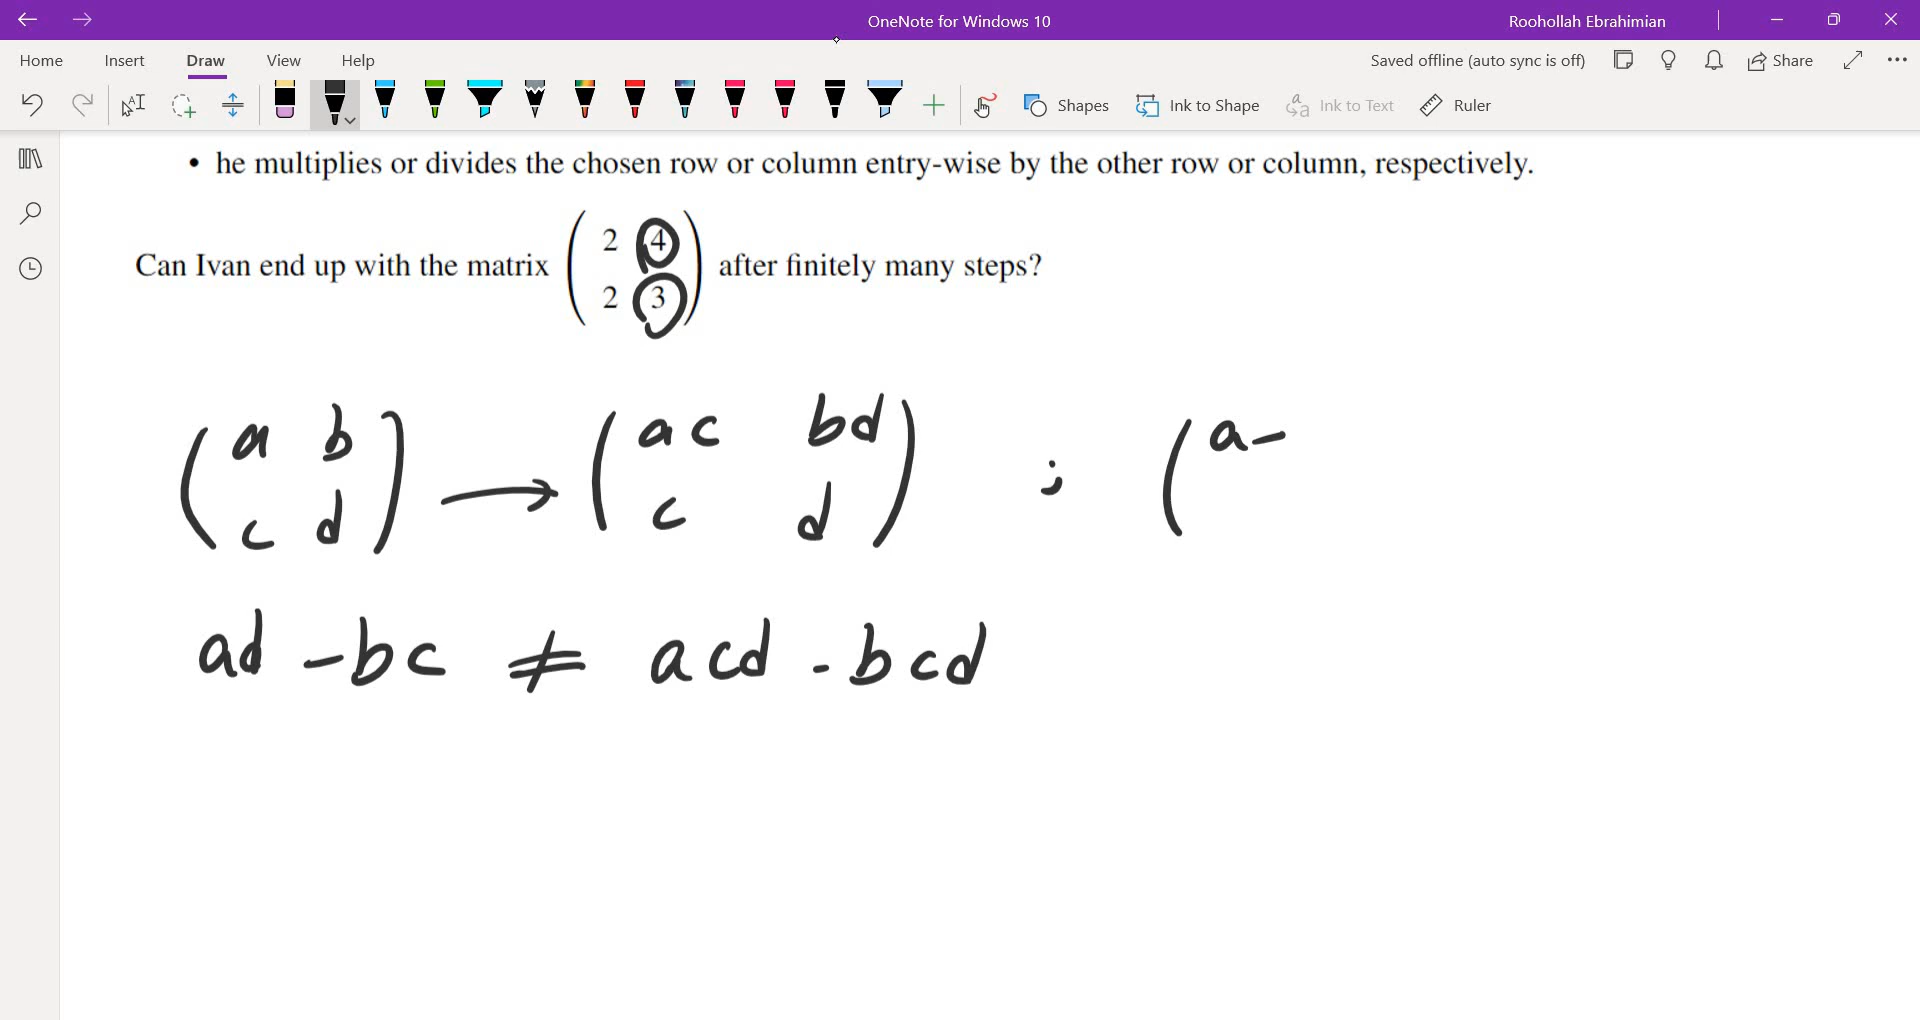 OneNote for Windows 10
Roohollah Ebrahimian
Home Insert Draw View Help
Saved offline (auto sync is off) Share
Shapes Ink to Shape Ink to Text Ruler
• he multiplies or divides the chosen row or column entry-wise by the other row or column, respectively.
Can Ivan end up with the matrix ( 2 4 after finitely many steps?
2 3 )
( a b → ( ac bd ; ( a-
c d ) c d )
ad - bc ≠ acd - bcd